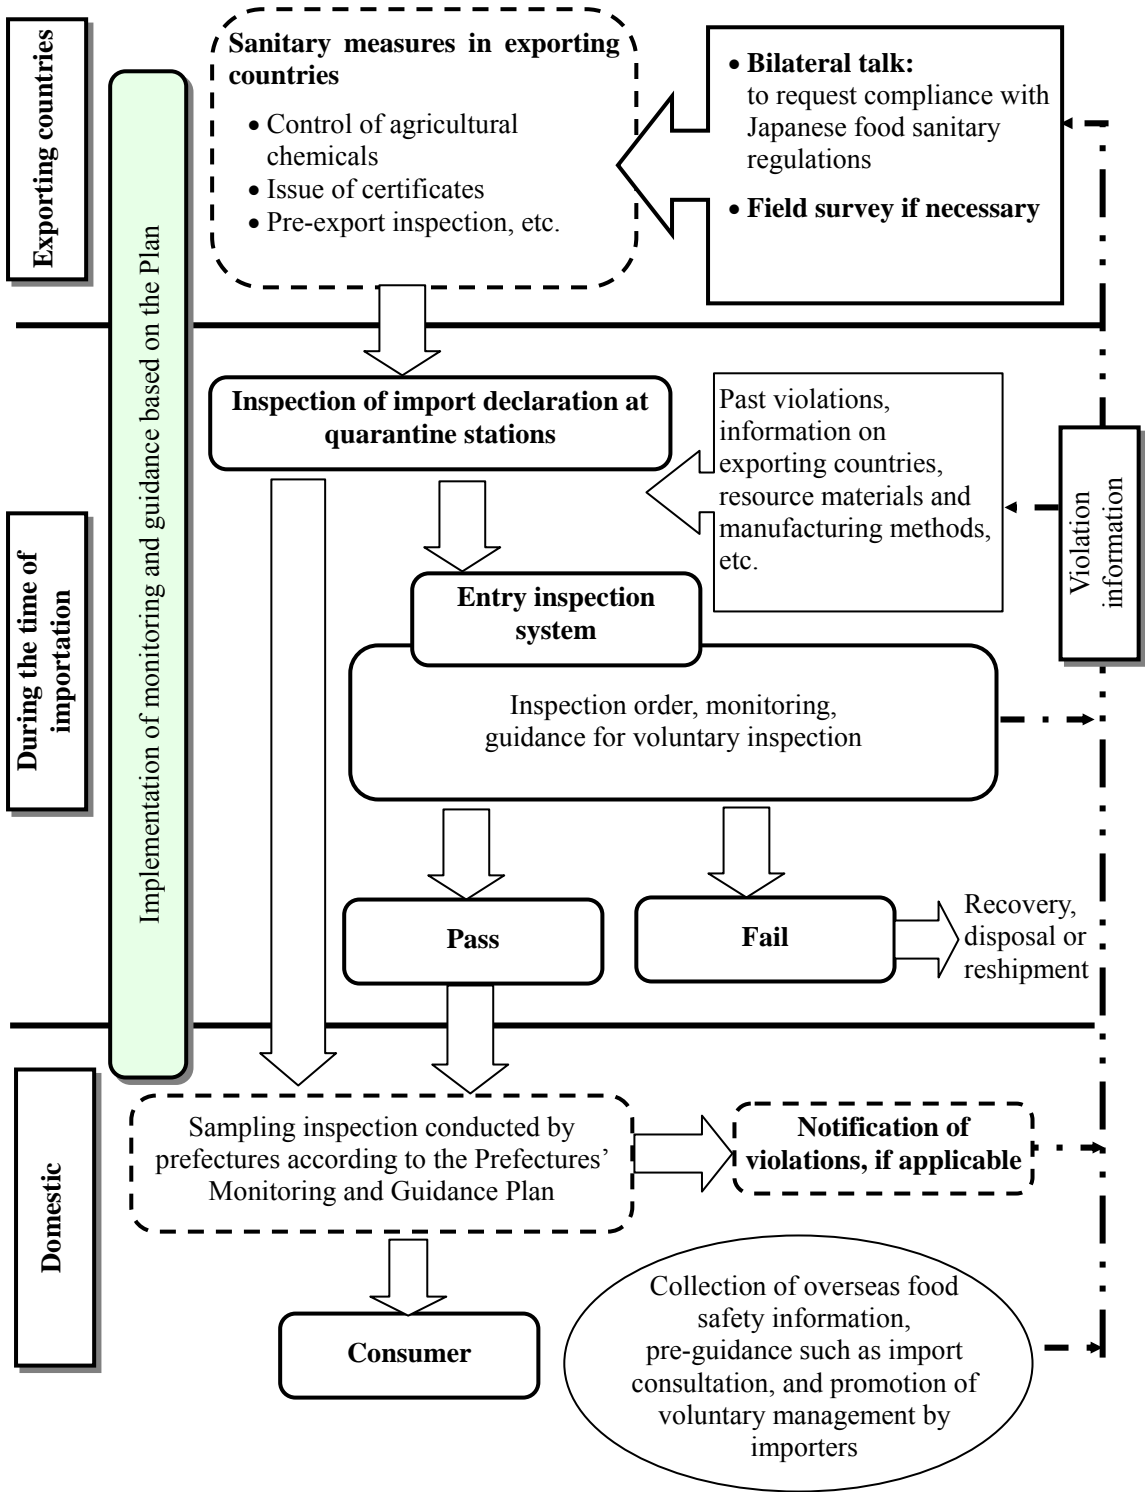 Exporting countries
Implementation of monitoring and guidance based on the Plan
Sanitary measures in exporting
countries
• Control of agricultural
chemicals
• Issue of certificates
• Pre-export inspection, etc.
• Bilateral talk:
to request compliance with
Japanese food sanitary
regulations
• Field survey if necessary
During the time of
importation
Inspection of import declaration at
quarantine stations
Past violations,
information on
exporting countries,
resource materials and
manufacturing methods,
etc.
Violation
information
Entry inspection
system
Inspection order, monitoring,
guidance for voluntary inspection
Pass
Fail
Recovery,
disposal or
reshipment
Domestic
Sampling inspection conducted by
prefectures according to the Prefectures’
Monitoring and Guidance Plan
Notification of
violations, if applicable
Consumer
Collection of overseas food
safety information,
pre-guidance such as import
consultation, and promotion of
voluntary management by
importers